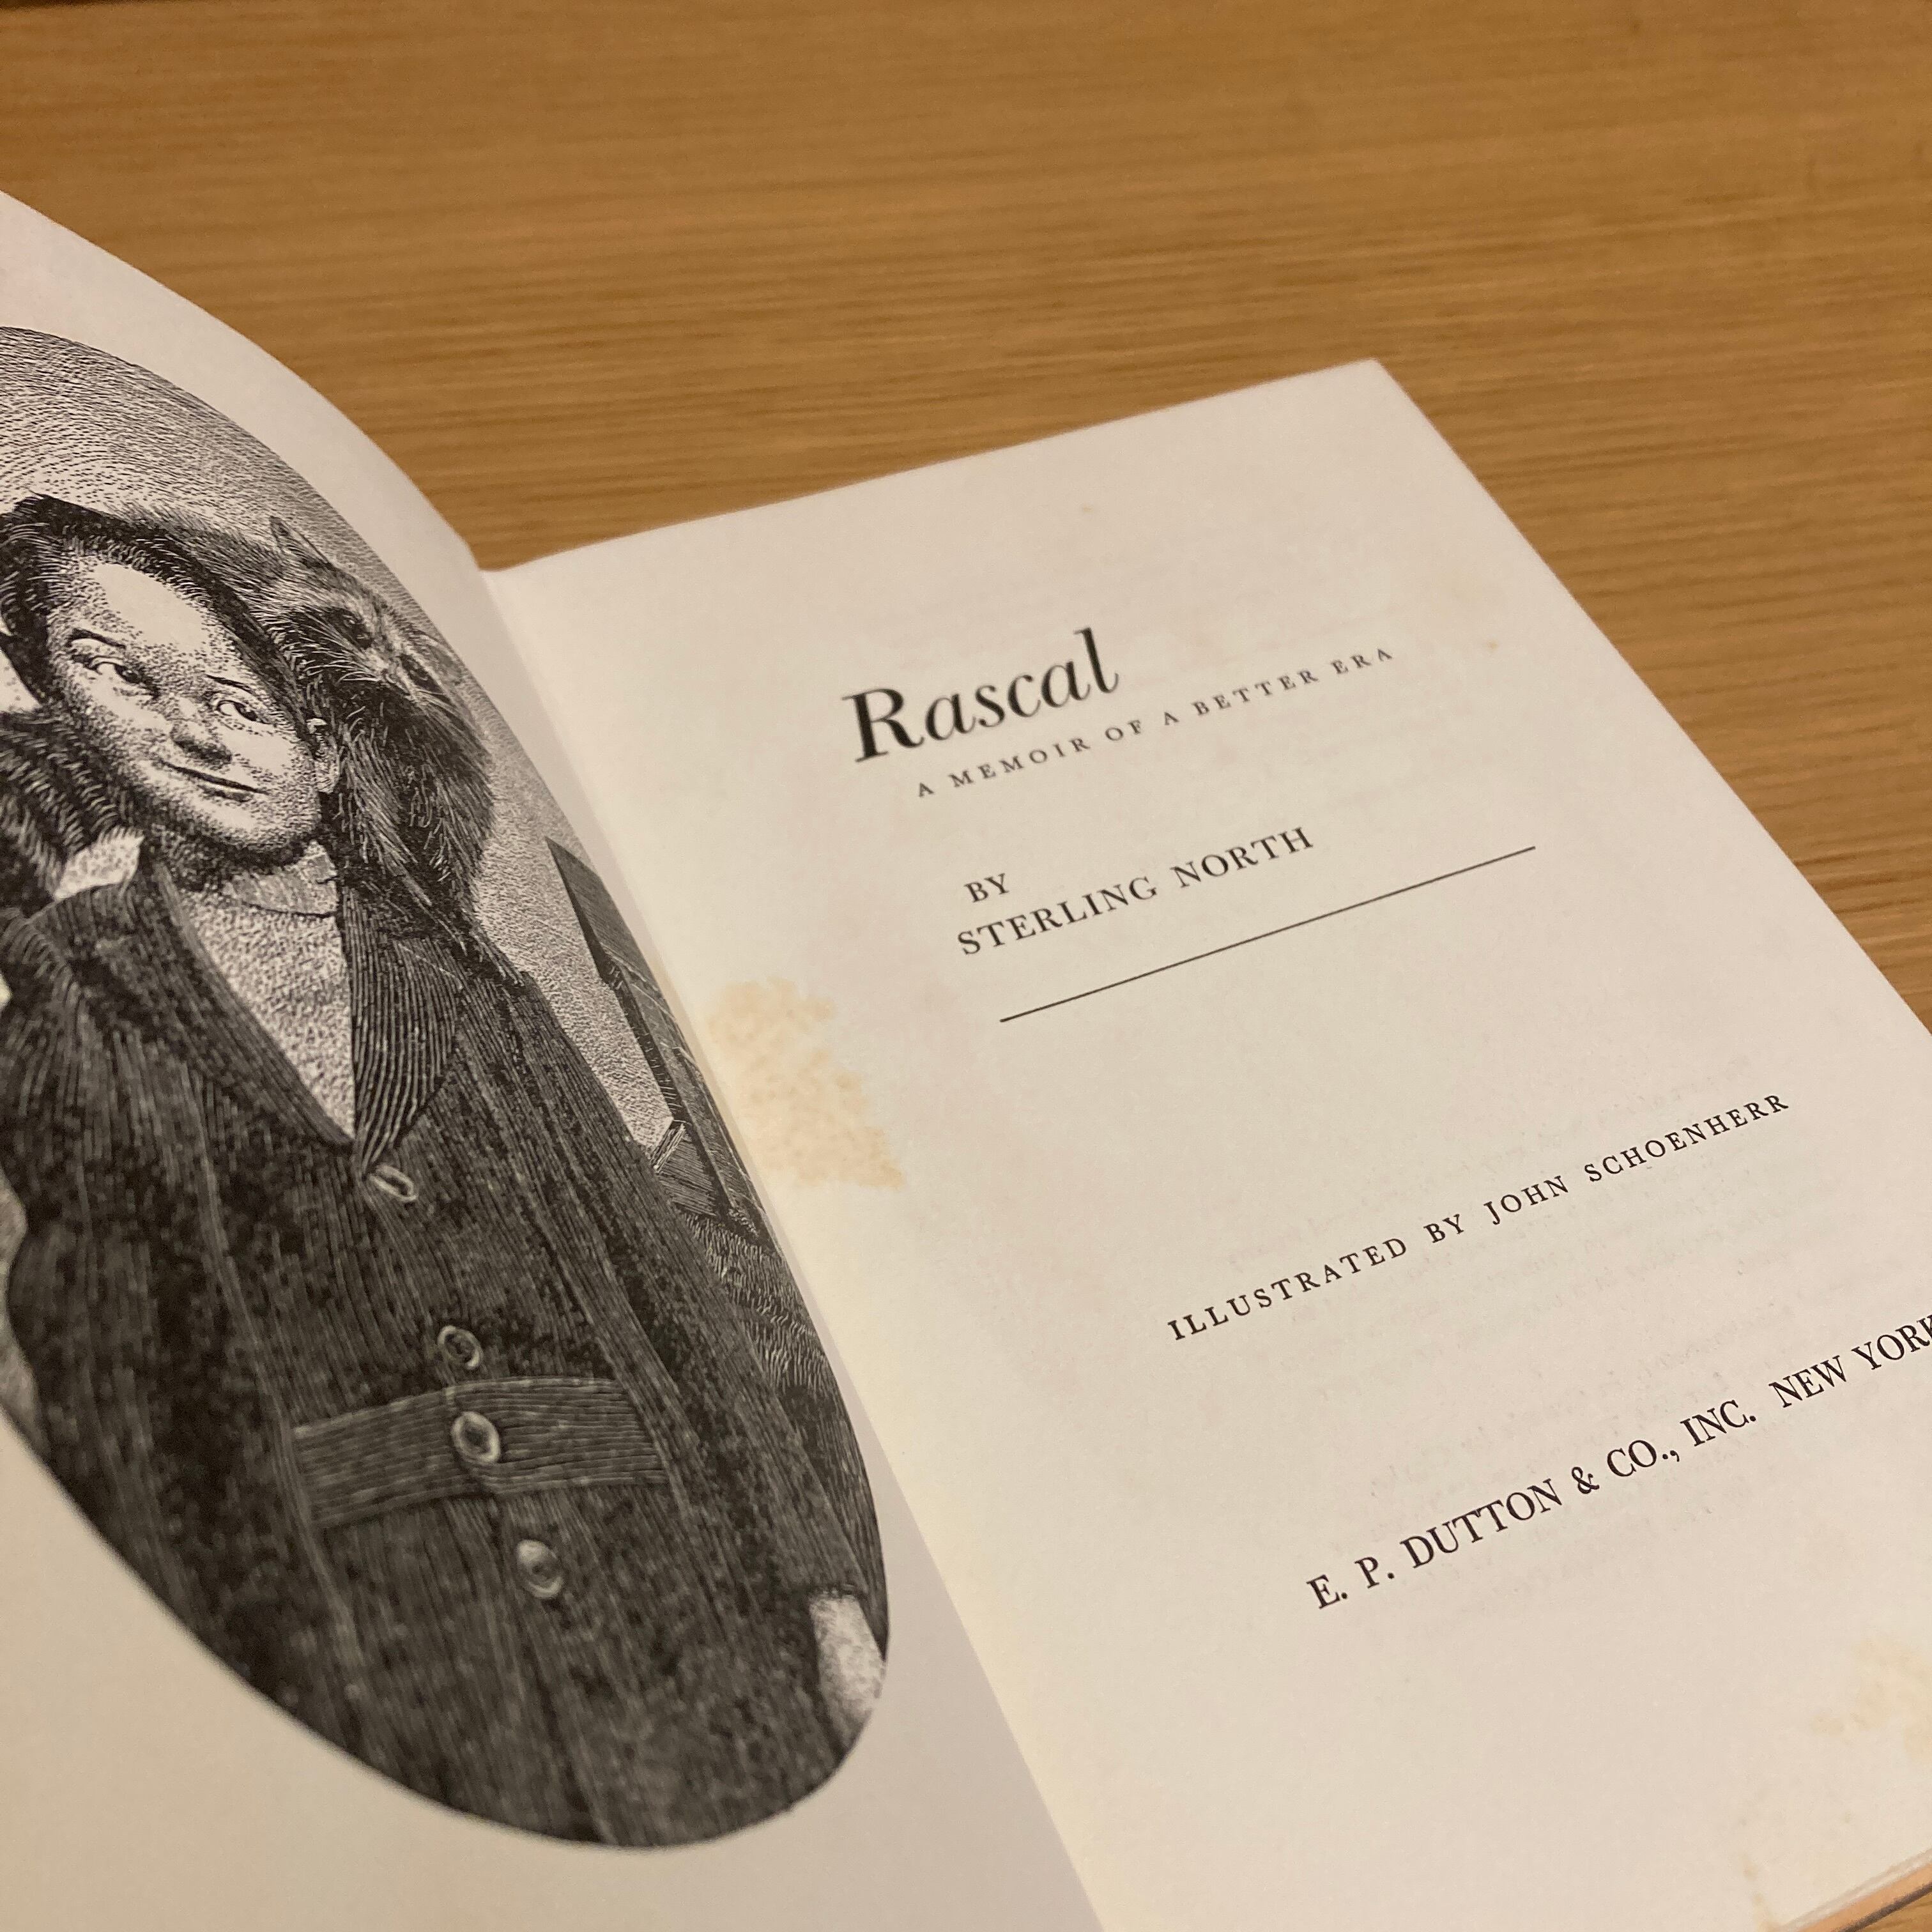 Rascal
A MEMOIR OF A BETTER ERA
BY
STERLING NORTH
ILLUSTRATED BY JOHN SCHOENHERR
E. P. DUTTON & CO., INC. NEW YORK